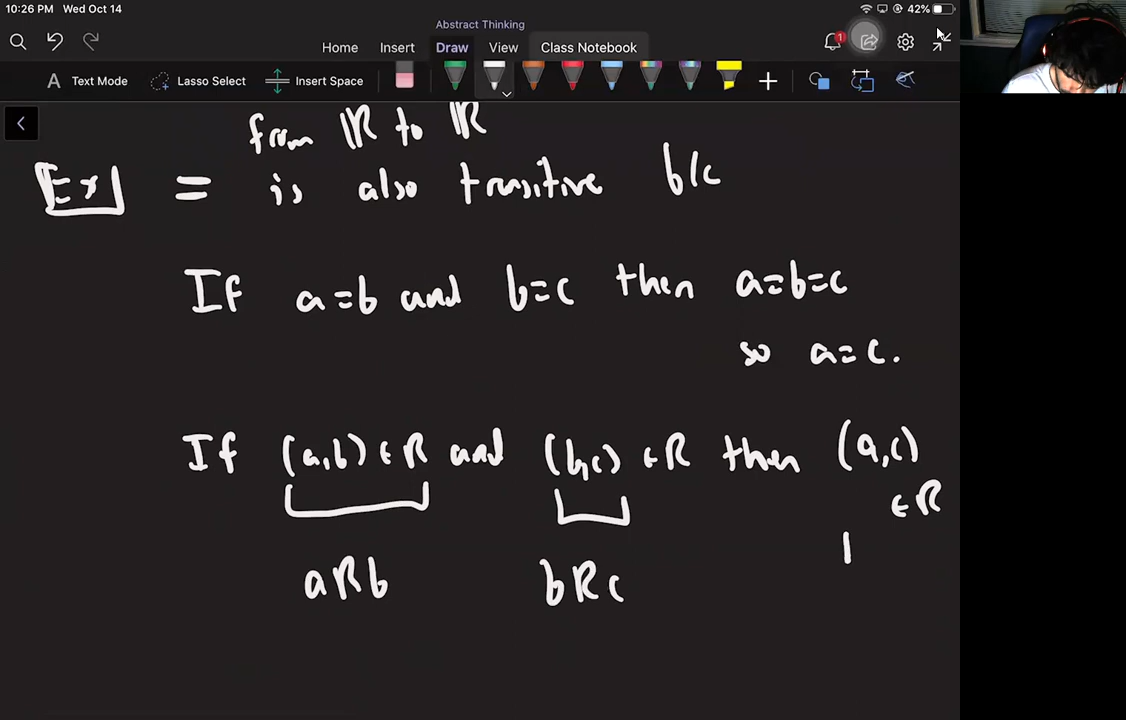 10:26 PM Wed Oct 14
42%
Abstract Thinking
Home Insert Draw View Class Notebook
1
Text Mode Lasso Select Insert Space
from ℝ to ℝ
Ex = is also transitive b/c
If a=b and b=c then a=b=c
so a=c.
If (a,b) ∈ R and (b,c) ∈ R then (a,c)
∈ R
aRb bRc